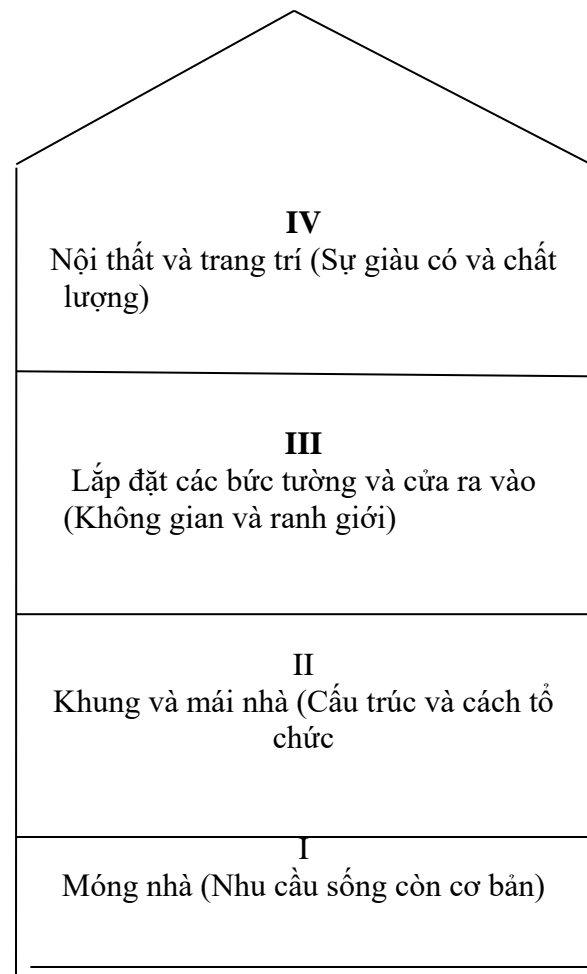 IV
Nội thất và trang trí (Sự giàu có và chất
lượng)
III
Lắp đặt các bức tường và cửa ra vào
(Không gian và ranh giới)
II
Khung và mái nhà (Cấu trúc và cách tổ
chức
I
Móng nhà (Nhu cầu sống còn cơ bản)